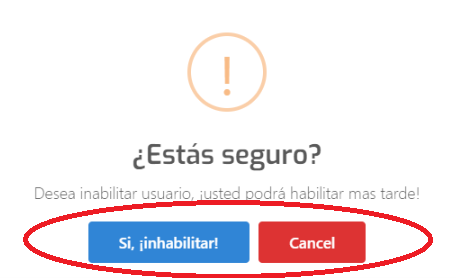 !
¿Estás seguro?
Desea inabilitar usuario, ¡usted podrá habilitar mas tarde!
Si, ¡inhabilitar!
Cancel